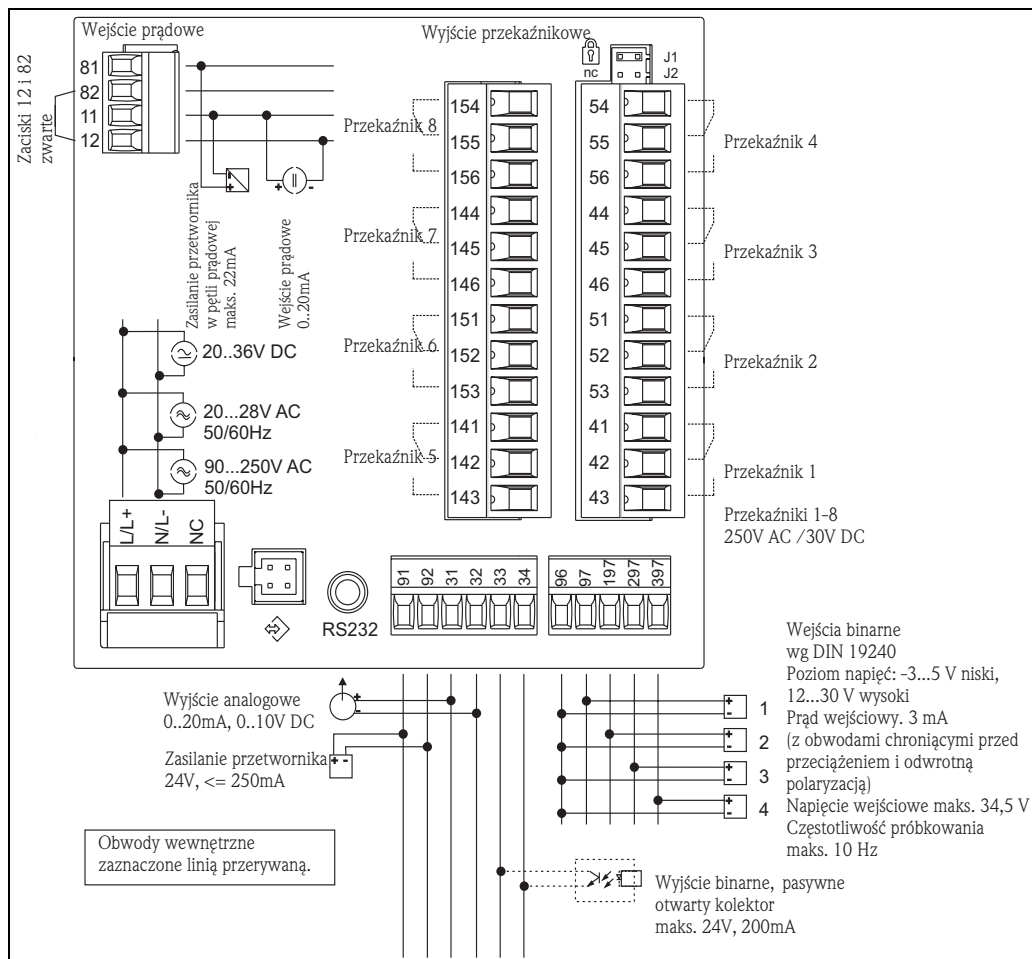 Wejście prądowe
Zaciski 12 i 82
zwarte
81
82
11
12
+
-
+
-
Zasilanie przetwornika
w pętli prądowej
maks. 22mA
Wejście prądowe
0..20mA
20..36V DC
20...28V AC
50/60Hz
90...250V AC
50/60Hz
L/L+
N/L-
NC
RS232
Wyjście przekaźnikowe
nc
J1
J2
Przekaźnik 8
154
155
156
Przekaźnik 7
144
145
146
Przekaźnik 6
151
152
153
Przekaźnik 5
141
142
143
54
55
56
Przekaźnik 4
44
45
46
Przekaźnik 3
51
52
53
Przekaźnik 2
41
42
43
Przekaźnik 1
Przekaźniki 1-8
250V AC /30V DC
91
92
31
32
33
34
96
97
197
297
397
Wyjście analogowe
0..20mA, 0..10V DC
+
-
Zasilanie przetwornika
24V, <= 250mA
+ -
Obwody wewnętrzne
zaznaczone linią przerywaną.
+
-
1
+
-
2
+
-
3
+
-
4
Wejścia binarne
wg DIN 19240
Poziom napięć: -3...5 V niski,
12...30 V wysoki
Prąd wejściowy. 3 mA
(z obwodami chroniącymi przed
przeciążeniem i odwrotną
polaryzacją)
Napięcie wejściowe maks. 34,5 V
Częstotliwość próbkowania
maks. 10 Hz
Wyjście binarne, pasywne
otwarty kolektor
maks. 24V, 200mA